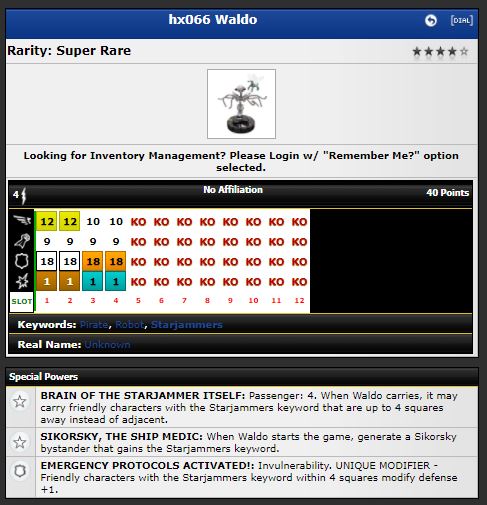 hx066 Waldo
[DIAL]
Rarity: Super Rare
Looking for Inventory Management? Please Login w/ "Remember Me?" option
selected.
4 No Affiliation 40 Points
12 12 10 10 KO KO KO KO KO KO KO KO
9 9 9 9 KO KO KO KO KO KO KO KO
18 18 18 18 KO KO KO KO KO KO KO KO
1 1 1 1 KO KO KO KO KO KO KO KO
SLOT 1 2 3 4 5 6 7 8 9 10 11 12
Keywords: Pirate, Robot, Starjammers
Real Name: Unknown
Special Powers
BRAIN OF THE STARJAMMER ITSELF: Passenger: 4. When Waldo carries, it may
carry friendly characters with the Starjammers keyword that are up to 4 squares
away instead of adjacent.
SIKORSKY, THE SHIP MEDIC: When Waldo starts the game, generate a Sikorsky
bystander that gains the Starjammers keyword.
EMERGENCY PROTOCOLS ACTIVATED!: Invulnerability. UNIQUE MODIFIER -
Friendly characters with the Starjammers keyword within 4 squares modify defense
+1.